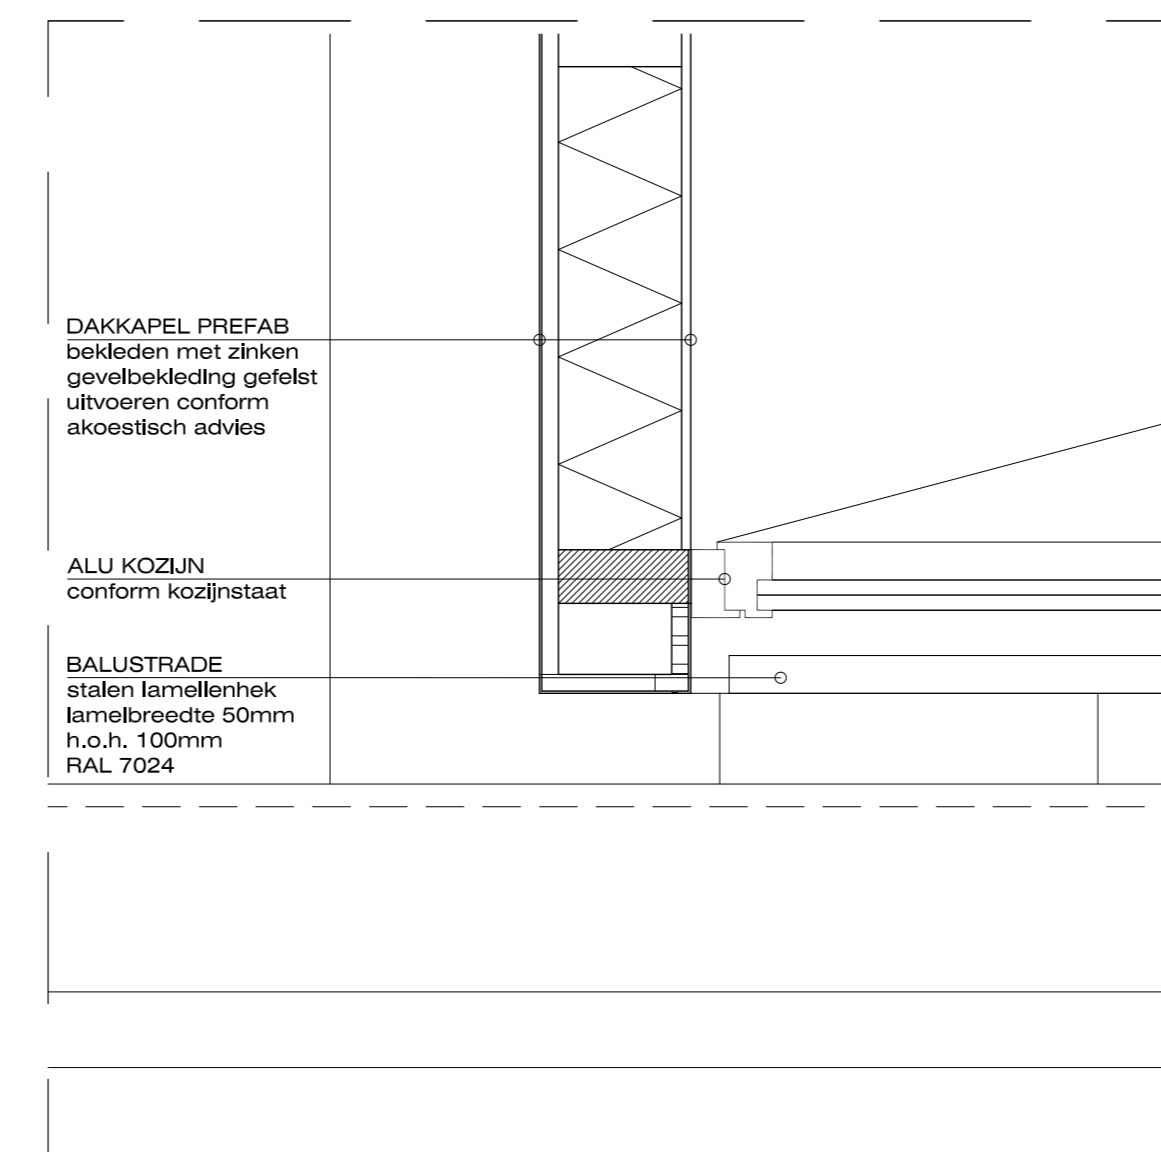 DAKKAPEL PREFAB
bekleden met zinken
gevelbekleding gefelst
uitvoeren conform
akoestisch advies
ALU KOZIJN
conform kozijnstaat
BALUSTRADE
stalen lamellenhek
lamelbreedte 50mm
h.o.h. 100mm
RAL 7024